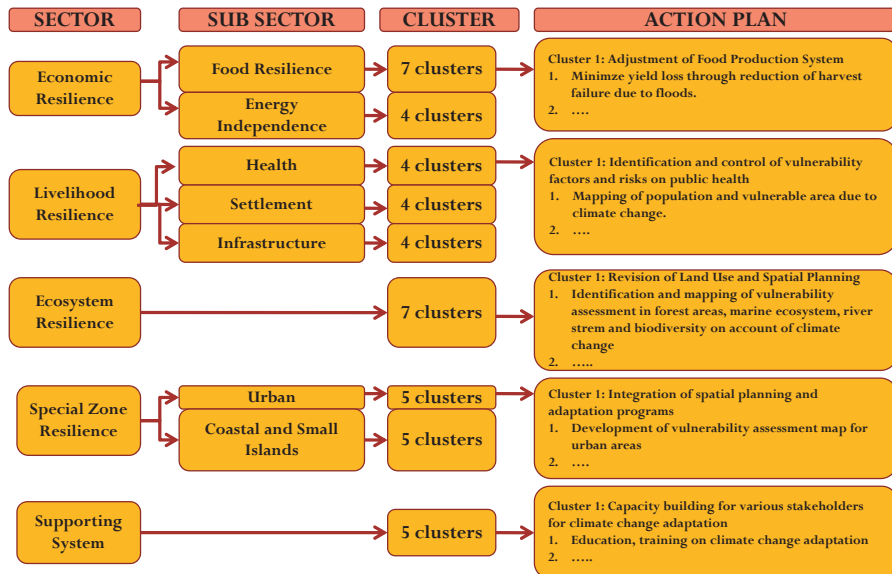 SECTOR
SUB SECTOR
CLUSTER
ACTION PLAN
Economic
Resilience
Food Resilience
7 clusters
Cluster 1: Adjustment of Food Production System
1. Minimze yield loss through reduction of harvest
failure due to floods.
2. ....
Energy
Independence
4 clusters
Livelihood
Resilience
Health
4 clusters
Cluster 1: Identification and control of vulnerability
factors and risks on public health
1. Mapping of population and vulnerable area due to
climate change.
2. ....
Settlement
4 clusters
Infrastructure
4 clusters
Ecosystem
Resilience
7 clusters
Cluster 1: Revision of Land Use and Spatial Planning
1. Identification and mapping of vulnerability
assessment in forest areas, marine ecosystem, river
strem and biodiversity on account of climate
change
2. .....
Special Zone
Resilience
Urban
5 clusters
Cluster 1: Integration of spatial planning and
adaptation programs
1. Development of vulnerability assessment map for
urban areas
2. ....
Coastal and Small
Islands
5 clusters
Supporting
System
5 clusters
Cluster 1: Capacity building for various stakeholders
for climate change adaptation
1. Education, training on climate change adaptation
2. .....